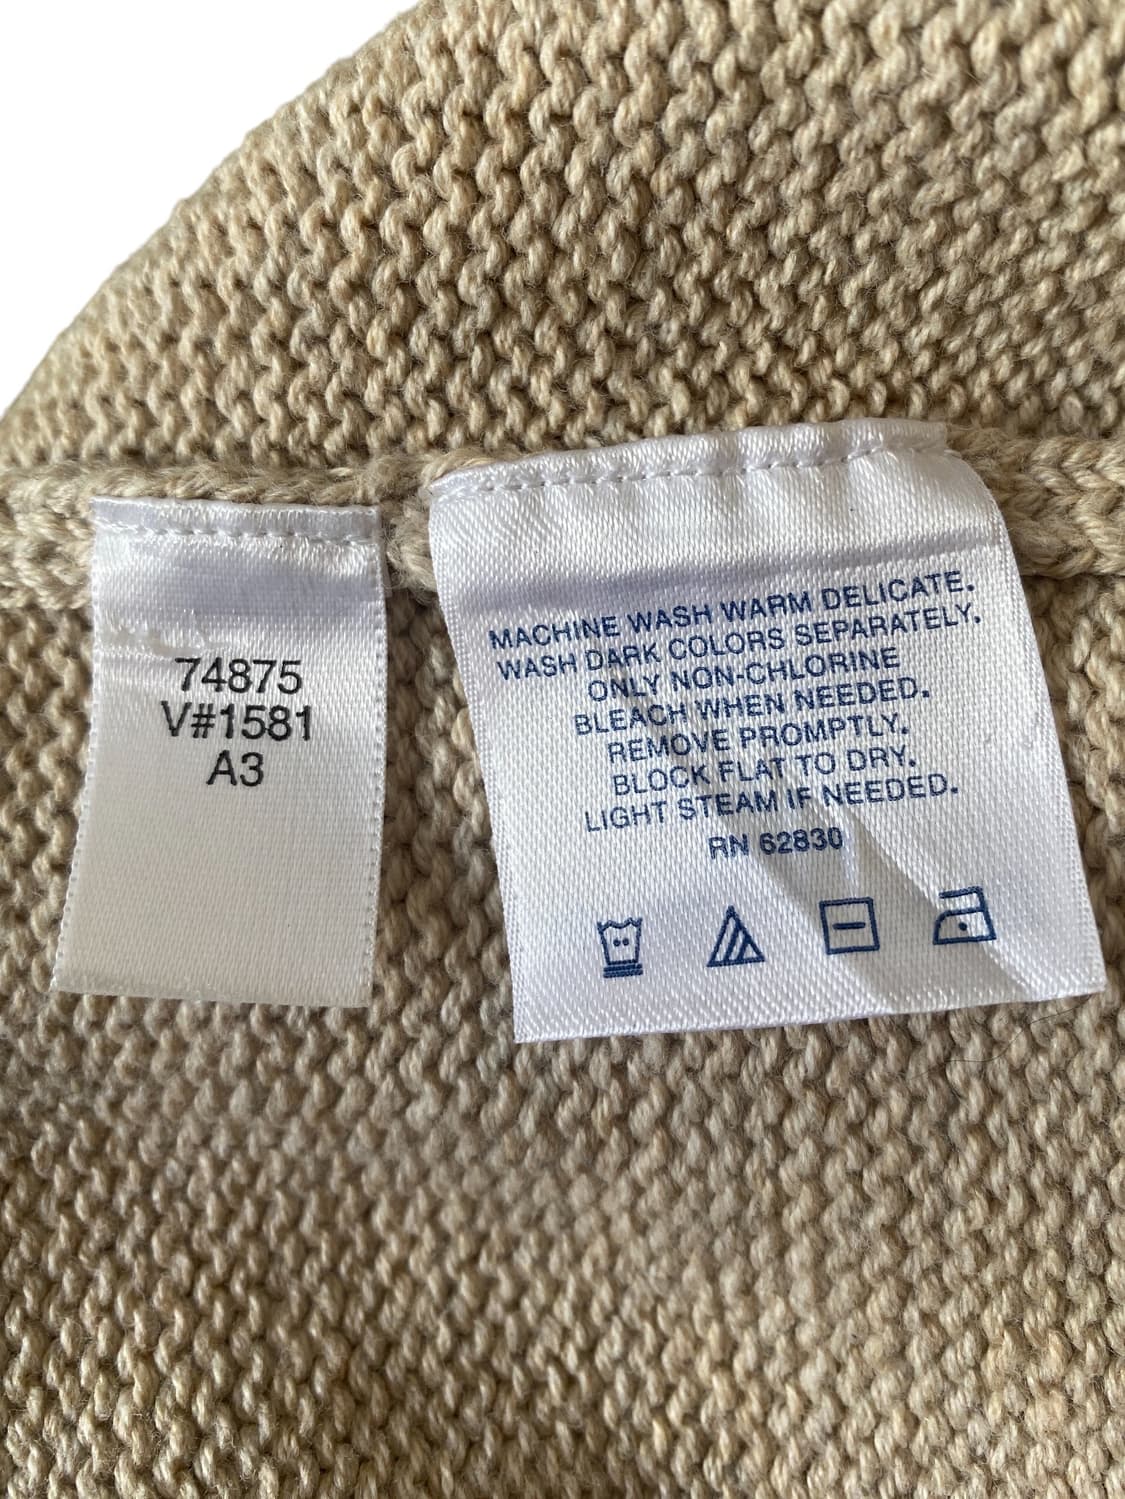 74875
V#1581
A3
MACHINE WASH WARM DELICATE.
WASH DARK COLORS SEPARATELY.
ONLY NON-CHLORINE
BLEACH WHEN NEEDED.
REMOVE PROMPTLY.
BLOCK FLAT TO DRY.
LIGHT STEAM IF NEEDED.
RN 62830